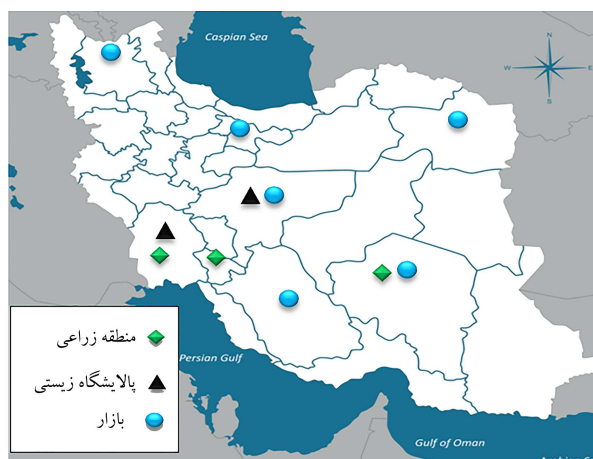 Caspian Sea
N
W
E
S
منطقه زراعی
پالایشگاه زیستی
بازار
Persian Gulf
Gulf of Oman